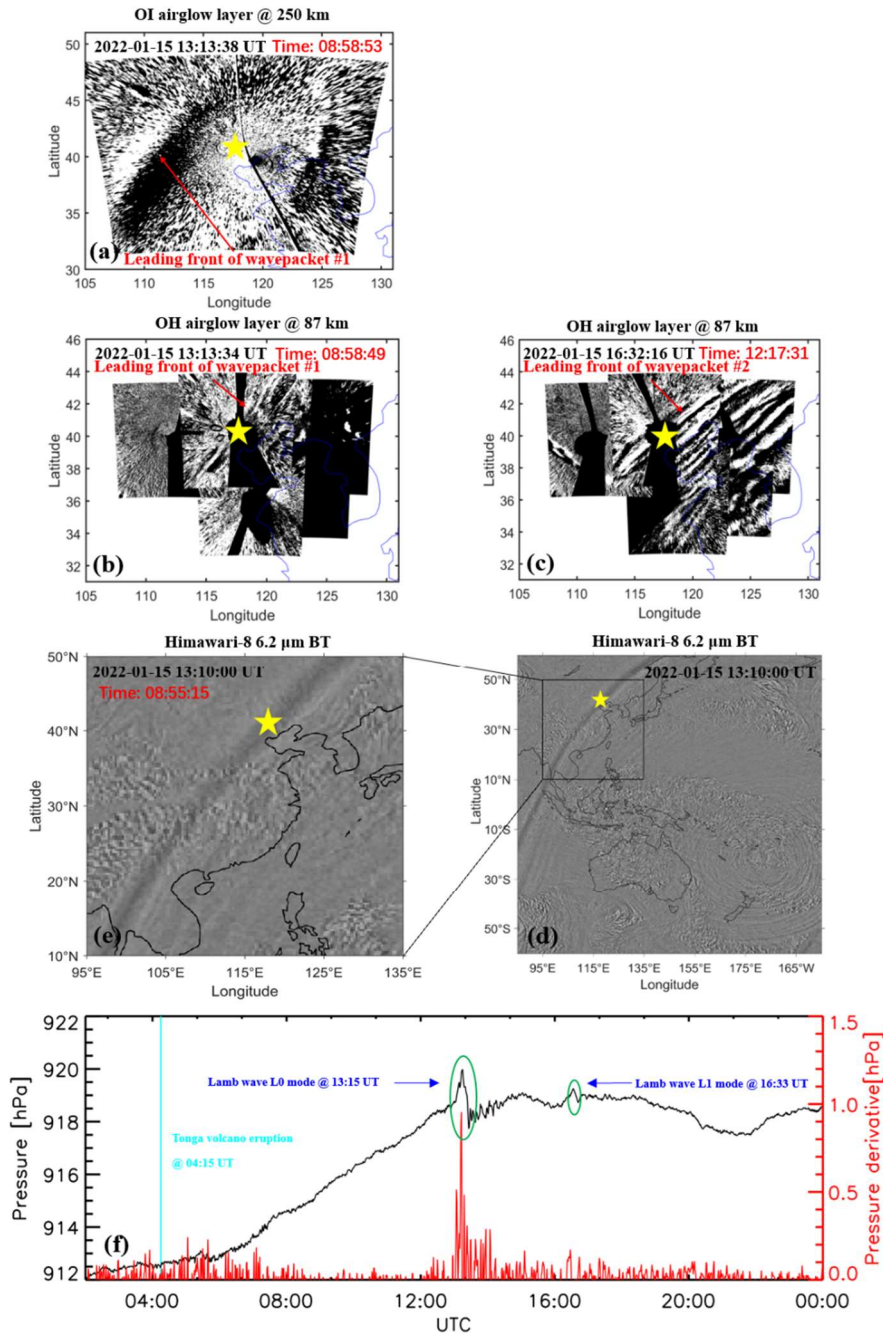 OI airglow layer @ 250 km
2022-01-15 13:13:38 UT Time: 08:58:53
50
45
40
35
30
Latitude
(a)
Leading front of wavepacket #1
105 110 115 120 125 130
Longitude
OH airglow layer @ 87 km
2022-01-15 13:13:34 UT Time: 08:58:49
Leading front of wavepacket #1
46
44
42
40
38
36
34
32
Latitude
(b)
105 110 115 120 125 130
Longitude
OH airglow layer @ 87 km
2022-01-15 16:32:16 UT Time: 12:17:31
Leading front of wavepacket #2
46
44
42
40
38
36
34
32
Latitude
(c)
105 110 115 120 125 130
Longitude
Himawari-8 6.2 µm BT
2022-01-15 13:10:00 UT
Time: 08:55:15
50°N
40°N
30°N
20°N
10°N
Latitude
(e)
95°E 105°E 115°E 125°E 135°E
Longitude
Himawari-8 6.2 µm BT
2022-01-15 13:10:00 UT
50°N
30°N
10°N
10°S
30°S
50°S
Latitude
(d)
95°E 115°E 135°E 155°E 175°E 165°W
Longitude
922
920
918
916
914
912
Pressure [hPa]
Lamb wave L0 mode @ 13:15 UT
Lamb wave L1 mode @ 16:33 UT
Tonga volcano eruption
@ 04:15 UT
(f)
1.5
1.0
0.5
0.0
Pressure derivative[hPa]
04:00 08:00 12:00 16:00 20:00 00:00
UTC